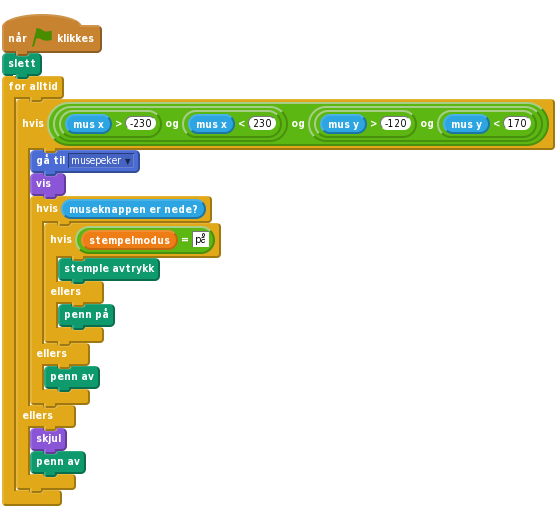 når klikkes
slett
for alltid
hvis mus x > -230 og mus x < 230 og mus y > -120 og mus y < 170
gå til musepeker
vis
hvis museknappen er nede?
hvis stempelmodus = på
stemple avtrykk
ellers
penn på
ellers
penn av
ellers
skjul
penn av